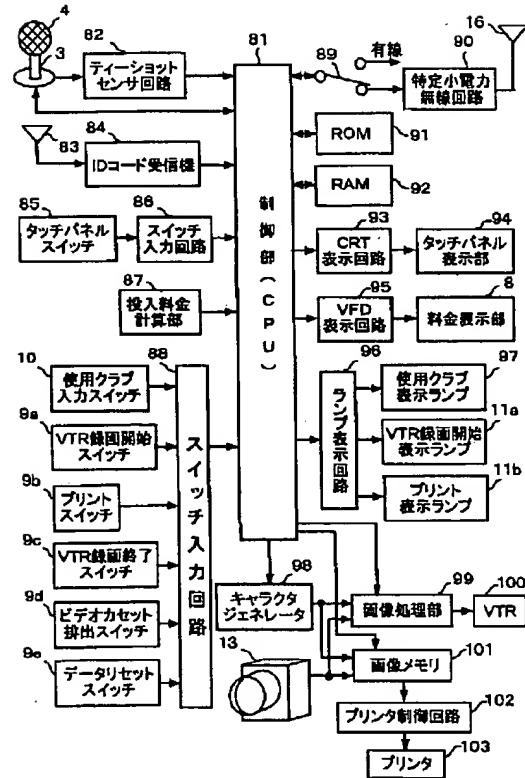 4
3
82
ティーショット
センサ回路
81
89
有線
90
特定小電力
無線回路
16
83
84
IDコード受信機
ROM
91
RAM
92
85
タッチパネル
スイッチ
86
スイッチ
入力回路
制御部(CPU)
93
CRT
表示回路
94
タッチパネル
表示部
87
投入料金
計算部
95
VFD
表示回路
8
料金表示部
10
使用クラブ
入力スイッチ
88
スイッチ入力回路
96
ランプ表示回路
97
使用クラブ
表示ランプ
9a
VTR録画開始
スイッチ
11a
VTR録画開始
表示ランプ
9b
プリント
スイッチ
11b
プリント
表示ランプ
9c
VTR録画終了
スイッチ
9d
ビデオカセット
排出スイッチ
9e
データリセット
スイッチ
98
キャラクタ
ジェネレータ
99
画像処理部
100
VTR
13
101
画像メモリ
102
プリンタ制御回路
103
プリンタ